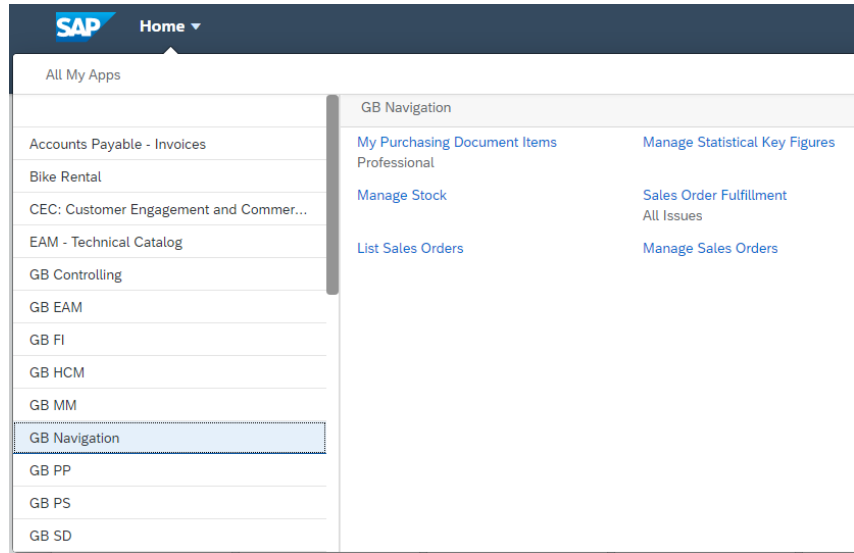 SAP Home
All My Apps
Accounts Payable - Invoices
Bike Rental
CEC: Customer Engagement and Commer...
EAM - Technical Catalog
GB Controlling
GB EAM
GB FI
GB HCM
GB MM
GB Navigation
GB PP
GB PS
GB SD
GB Navigation
My Purchasing Document Items
Professional
Manage Statistical Key Figures
Manage Stock
Sales Order Fulfillment
All Issues
List Sales Orders
Manage Sales Orders